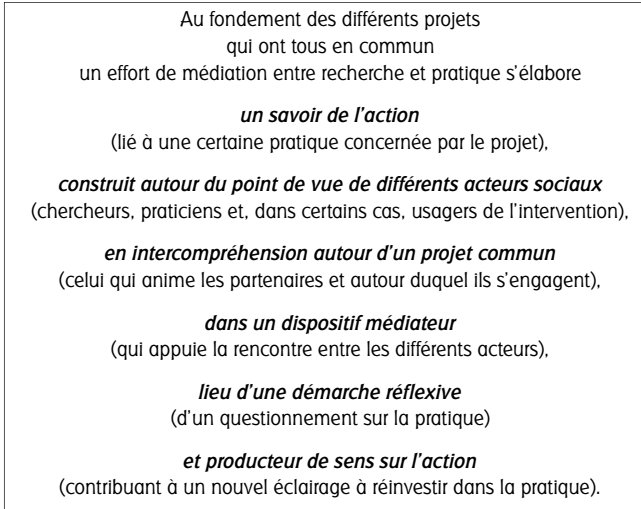 Au fondement des différents projets
qui ont tous en commun
un effort de médiation entre recherche et pratique s’élabore
un savoir de l’action
(lié à une certaine pratique concernée par le projet),
construit autour du point de vue de différents acteurs sociaux
(chercheurs, praticiens et, dans certains cas, usagers de l’intervention),
en intercompréhension autour d’un projet commun
(celui qui anime les partenaires et autour duquel ils s’engagent),
dans un dispositif médiateur
(qui appuie la rencontre entre les différents acteurs),
lieu d’une démarche réflexive
(d’un questionnement sur la pratique)
et producteur de sens sur l’action
(contribuant à un nouvel éclairage à réinvestir dans la pratique).